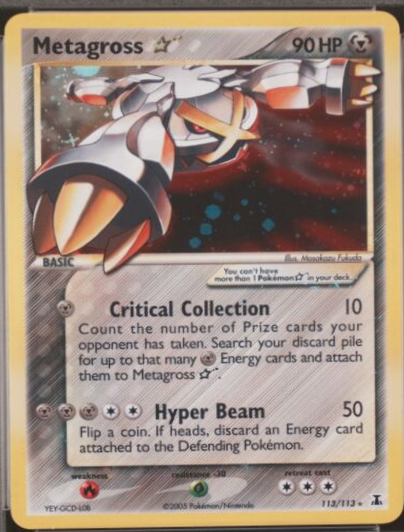 Metagross ☆ 90 HP
BASIC
Illus. Masakazu Fukuda
You can't have
more than 1 Pokémon ☆ in your deck.
Critical Collection 10
Count the number of Prize cards your
opponent has taken. Search your discard pile
for up to that many Energy cards and attach
them to Metagross ☆.
Hyper Beam 50
Flip a coin. If heads, discard an Energy card
attached to the Defending Pokémon.
weakness resistance -30 retreat cost
YEY-GCD-L0B ©2005 Pokémon/Nintendo 113/113 ★